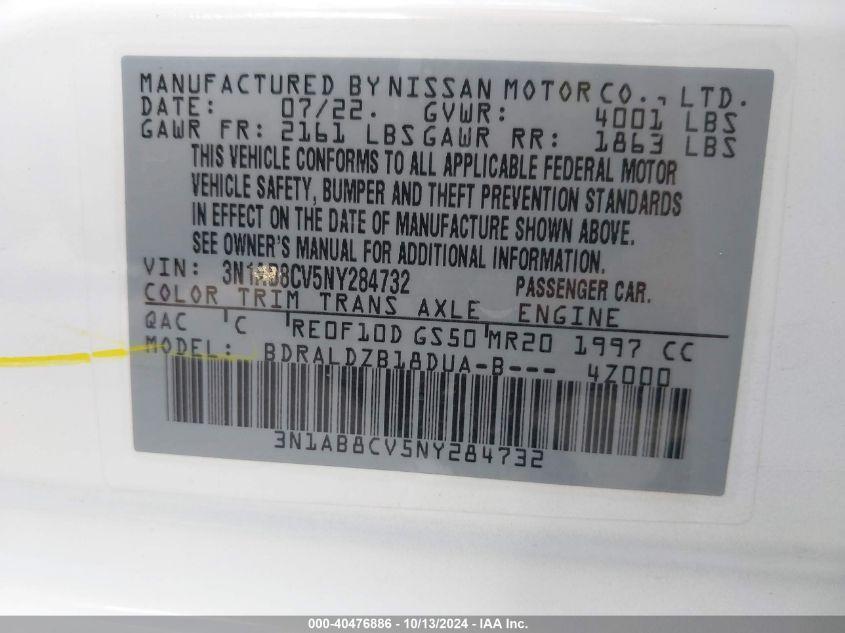 MANUFACTURED BY NISSAN MOTOR CO., LTD.
DATE: 07/22. GVWR: 4001 LBS
GAWR FR: 2161 LBS GAWR RR: 1863 LBS
THIS VEHICLE CONFORMS TO ALL APPLICABLE FEDERAL MOTOR
VEHICLE SAFETY, BUMPER AND THEFT PREVENTION STANDARDS
IN EFFECT ON THE DATE OF MANUFACTURE SHOWN ABOVE.
SEE OWNER'S MANUAL FOR ADDITIONAL INFORMATION.
VIN: 3N1AB8CV5NY284732 PASSENGER CAR.
COLOR TRIM TRANS AXLE ENGINE
QAC C RE0F10D GS50 MR20 1997 CC
MODEL: BDRALDZB18DUA-B--- 4Z000
3N1AB8CV5NY284732
000-40476886 - 10/13/2024 - IAA Inc.